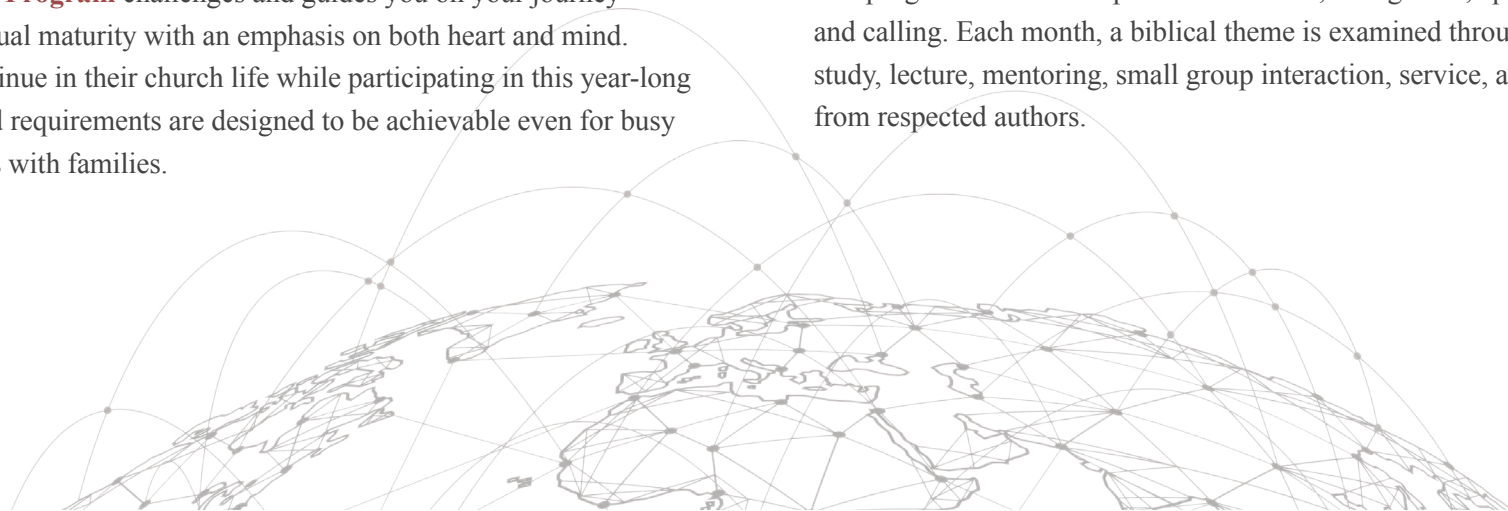 Program challenges and guides you on your journey
ual maturity with an emphasis on both heart and mind.
tinue in their church life while participating in this year-long
d requirements are designed to be achievable even for busy
s with families.
and calling. Each month, a biblical theme is examined throu
study, lecture, mentoring, small group interaction, service, a
from respected authors.